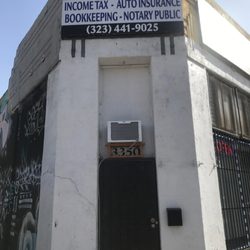 INCOME TAX • AUTO INSURANCE
BOOKKEEPING • NOTARY PUBLIC
(323) 441-9025
3350